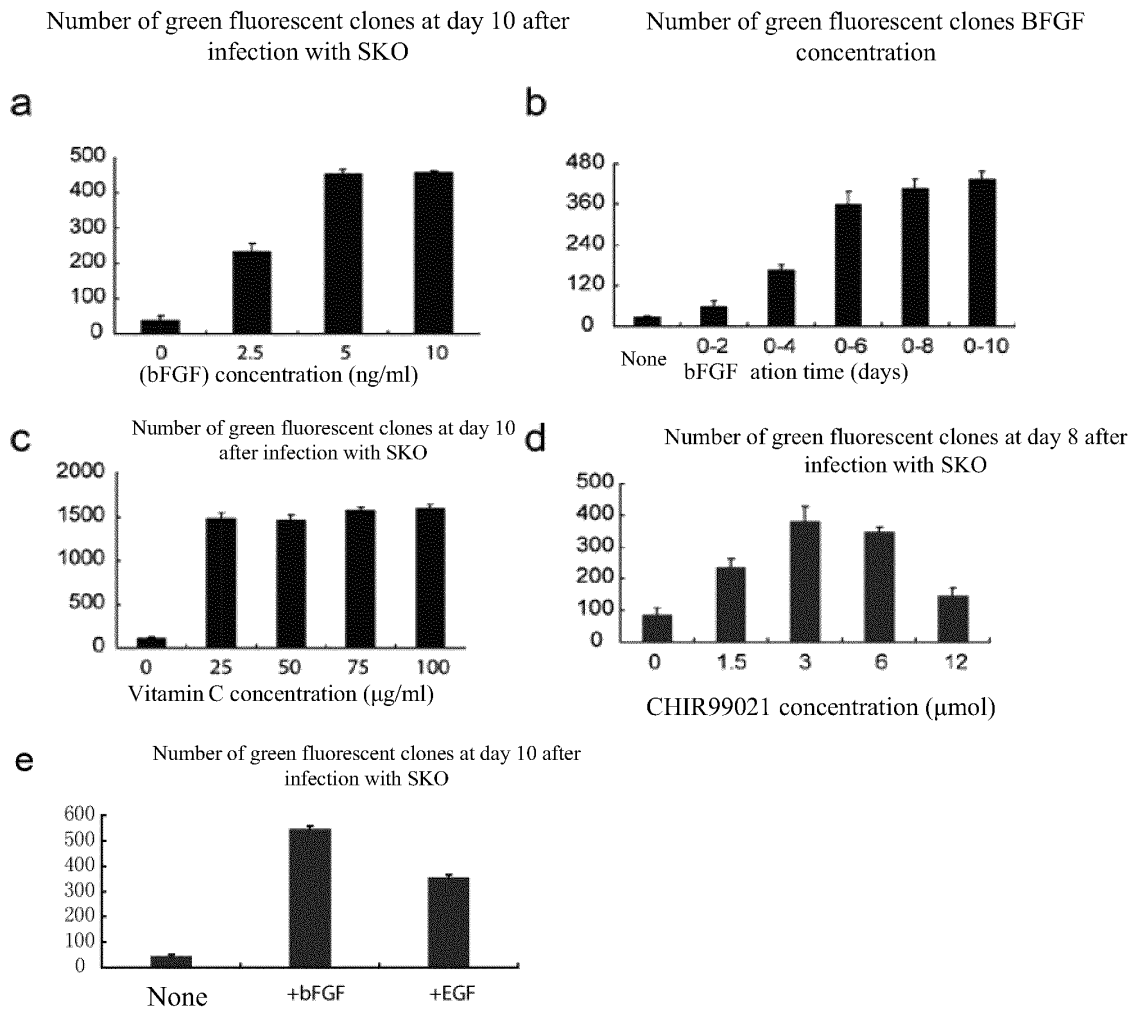 Number of green fluorescent clones at day 10 after
infection with SKO
Number of green fluorescent clones BFGF
concentration
a
500
400
300
200
100
0
0 2.5 5 10
(bFGF) concentration (ng/ml)
b
480
360
240
120
0
None 0-2 0-4 0-6 0-8 0-10
bFGF ation time (days)
c
Number of green fluorescent clones at day 10
after infection with SKO
2000
1500
1000
500
0
0 25 50 75 100
Vitamin C concentration (μg/ml)
d
Number of green fluorescent clones at day 8 after
infection with SKO
500
400
300
200
100
0
0 1.5 3 6 12
CHIR99021 concentration (μmol)
e
Number of green fluorescent clones at day 10 after
infection with SKO
600
500
400
300
200
100
0
None +bFGF +EGF